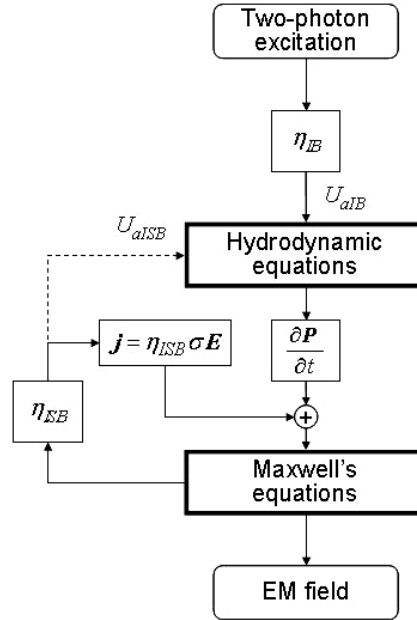 Two-photon
excitation
η_IB
U_aIB
U_aISB
Hydrodynamic
equations
j = η_ISB σE
∂P
∂t
η_ISB
+
Maxwell's
equations
EM field